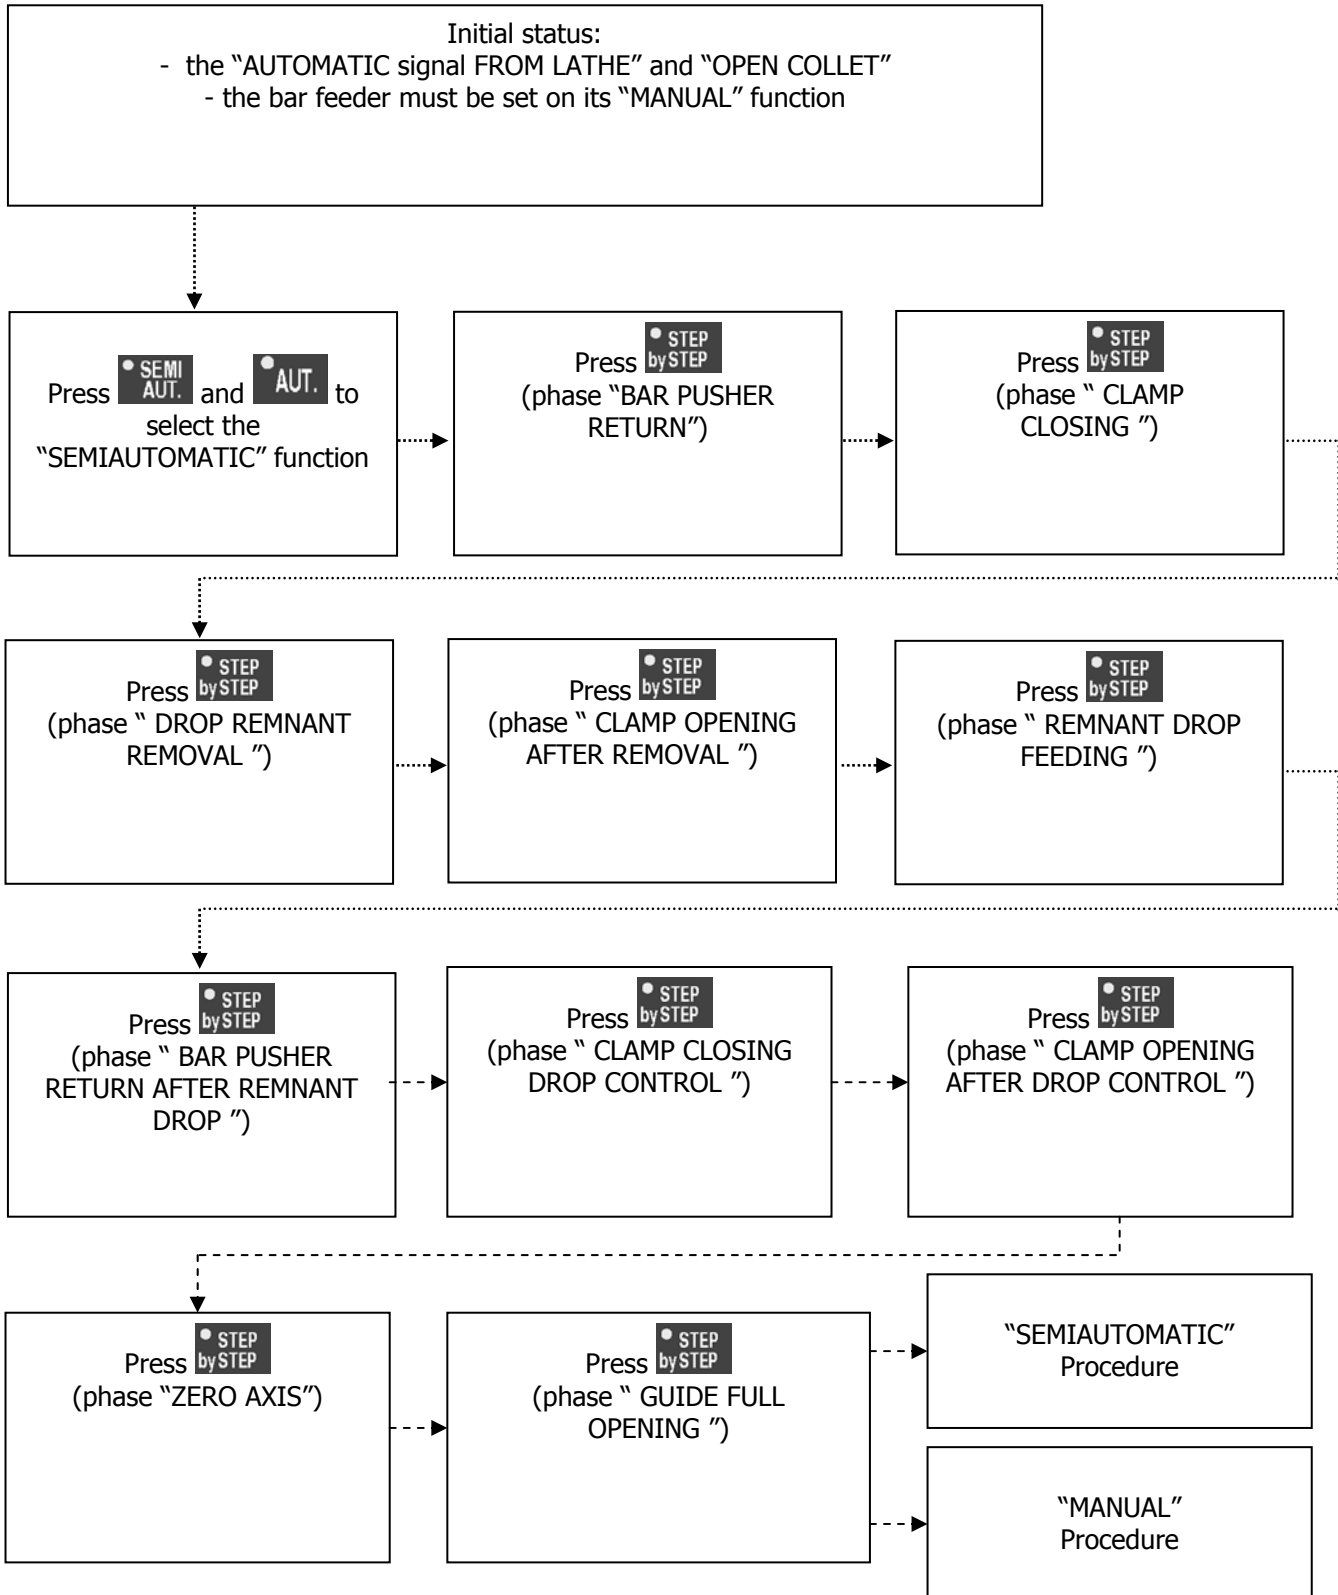 Initial status:
- the “AUTOMATIC signal FROM LATHE” and “OPEN COLLET”
- the bar feeder must be set on its “MANUAL” function
Press SEMI AUT. and AUT. to
select the
“SEMIAUTOMATIC” function
Press STEP by STEP
(phase “BAR PUSHER
RETURN”)
Press STEP by STEP
(phase “ CLAMP
CLOSING ”)
Press STEP by STEP
(phase “ DROP REMNANT
REMOVAL ”)
Press STEP by STEP
(phase “ CLAMP OPENING
AFTER REMOVAL ”)
Press STEP by STEP
(phase “ REMNANT DROP
FEEDING ”)
Press STEP by STEP
(phase “ BAR PUSHER
RETURN AFTER REMNANT
DROP ”)
Press STEP by STEP
(phase “ CLAMP CLOSING
DROP CONTROL ”)
Press STEP by STEP
(phase “ CLAMP OPENING
AFTER DROP CONTROL ”)
Press STEP by STEP
(phase “ZERO AXIS”)
Press STEP by STEP
(phase “ GUIDE FULL
OPENING ”)
“SEMIAUTOMATIC”
Procedure
“MANUAL”
Procedure